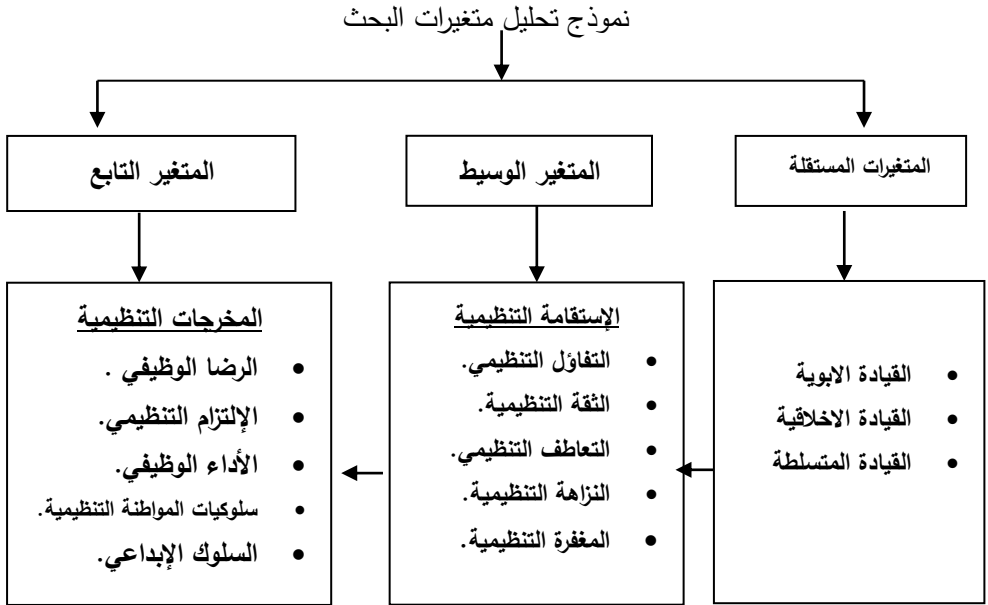 نموذج تحليل متغيرات البحث
المتغيرات المستقلة
المتغير الوسيط
المتغير التابع
• القيادة الابوية
• القيادة الاخلاقية
• القيادة المتسلطة
الإستقامة التنظيمية
• التفاؤل التنظيمي.
• الثقة التنظيمية.
• التعاطف التنظيمي.
• النزاهة التنظيمية.
• المغفرة التنظيمية.
المخرجات التنظيمية
• الرضا الوظيفي .
• الإلتزام التنظيمي.
• الأداء الوظيفي.
• سلوكيات المواطنة التنظيمية.
• السلوك الإبداعي.